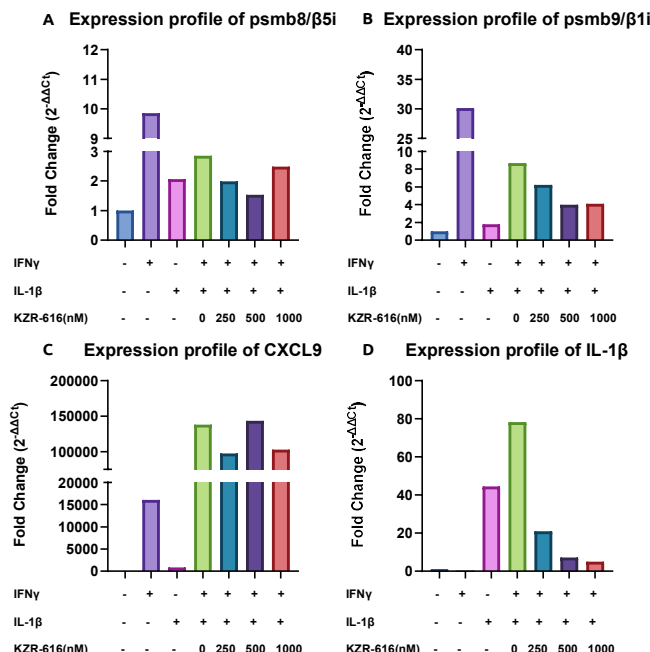 A Expression profile of psmb8/β5i
Fold Change (2^-ΔΔCt)
12
11
10
9
3
2
1
0
IFNγ - + - + + + +
IL-1β - - + + + + +
KZR-616(nM) - - - 0 250 500 1000
B Expression profile of psmb9/β1i
Fold Change (2^-ΔΔCt)
40
35
30
25
10
8
6
4
2
0
IFNγ - + - + + + +
IL-1β - - + + + + +
KZR-616(nM) - - - 0 250 500 1000
C Expression profile of CXCL9
Fold Change (2^-ΔΔCt)
200000
150000
100000
20000
15000
10000
5000
0
IFNγ - + - + + + +
IL-1β - - + + + + +
KZR-616(nM) - - - 0 250 500 1000
D Expression profile of IL-1β
Fold Change (2^-ΔΔCt)
100
80
60
40
20
0
IFNγ - + - + + + +
IL-1β - - + + + + +
KZR-616(nM) - - - 0 250 500 1000